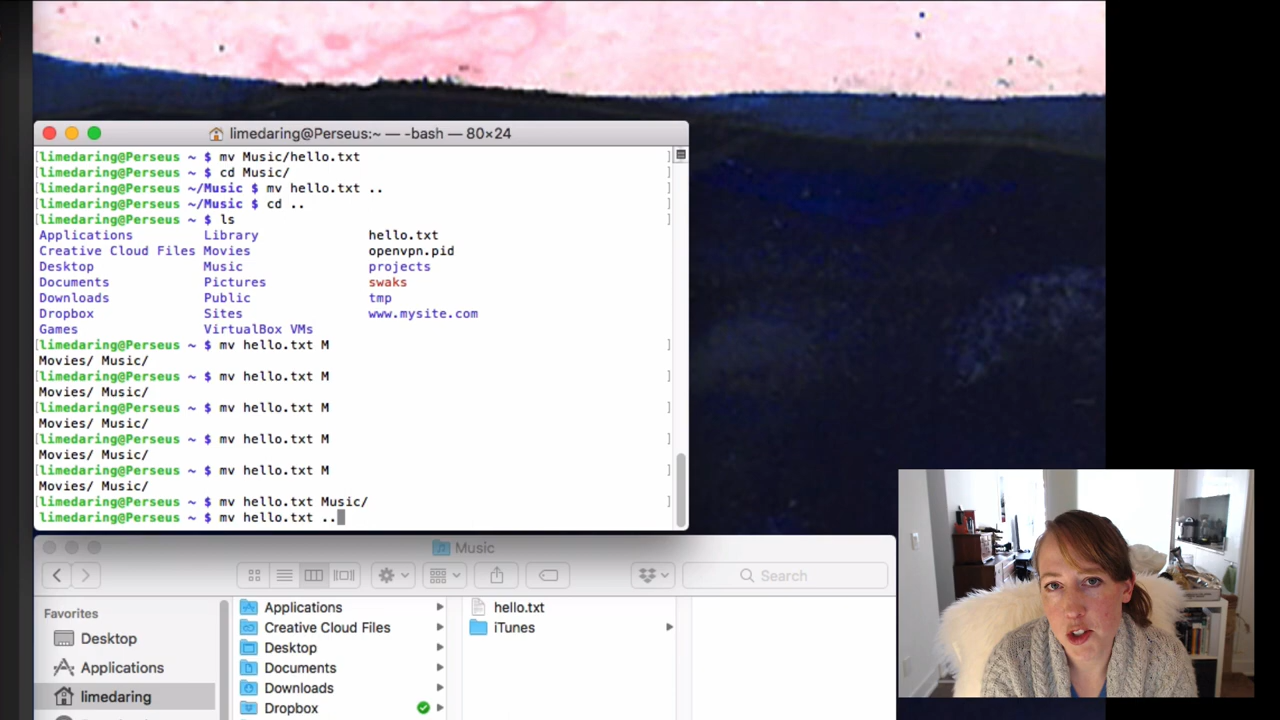 limedaring@Perseus:~ — -bash — 80×24
[limedaring@Perseus ~ $ mv Music/hello.txt ]
[limedaring@Perseus ~ $ cd Music/ ]
[limedaring@Perseus ~/Music $ mv hello.txt .. ]
[limedaring@Perseus ~/Music $ cd .. ]
[limedaring@Perseus ~ $ ls ]
Applications Library hello.txt
Creative Cloud Files Movies openvpn.pid
Desktop Music projects
Documents Pictures swaks
Downloads Public tmp
Dropbox Sites www.mysite.com
Games VirtualBox VMs
[limedaring@Perseus ~ $ mv hello.txt M ]
Movies/ Music/
[limedaring@Perseus ~ $ mv hello.txt M ]
Movies/ Music/
[limedaring@Perseus ~ $ mv hello.txt M ]
Movies/ Music/
[limedaring@Perseus ~ $ mv hello.txt M ]
Movies/ Music/
[limedaring@Perseus ~ $ mv hello.txt M ]
Movies/ Music/
[limedaring@Perseus ~ $ mv hello.txt Music/ ]
limedaring@Perseus ~ $ mv hello.txt ..
Music
Search
Favorites
Desktop
Applications
limedaring
Applications
Creative Cloud Files
Desktop
Documents
Downloads
Dropbox
hello.txt
iTunes